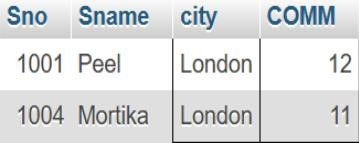 Sno Sname city COMM
1001 Peel London 12
1004 Mortika London 11